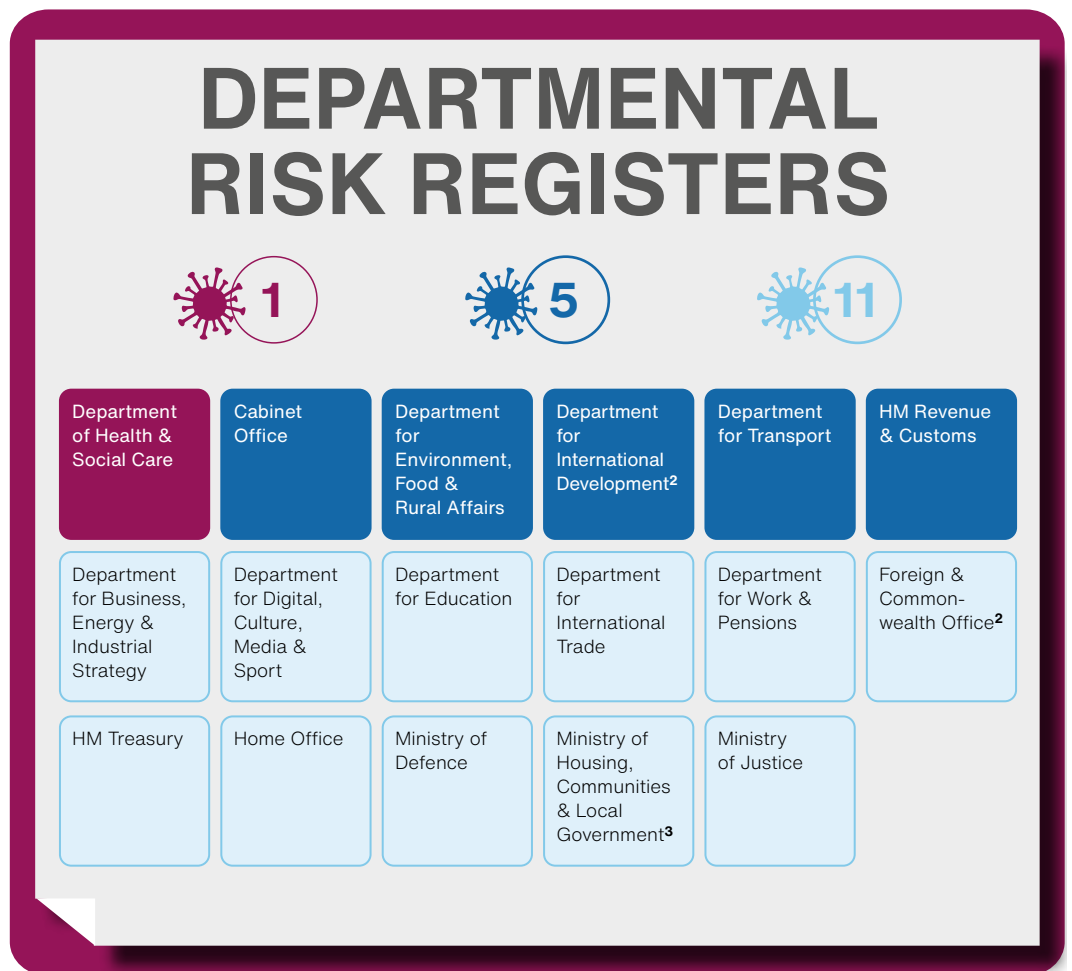 DEPARTMENTAL
RISK REGISTERS
1
5
11
Department
of Health &
Social Care
Cabinet
Office
Department
for
Environment,
Food &
Rural Affairs
Department
for
International
Development²
Department
for Transport
HM Revenue
& Customs
Department
for Business,
Energy &
Industrial
Strategy
Department
for Digital,
Culture,
Media &
Sport
Department
for Education
Department
for
International
Trade
Department
for Work &
Pensions
Foreign &
Common-
wealth Office²
HM Treasury
Home Office
Ministry of
Defence
Ministry of
Housing,
Communities
& Local
Government³
Ministry
of Justice